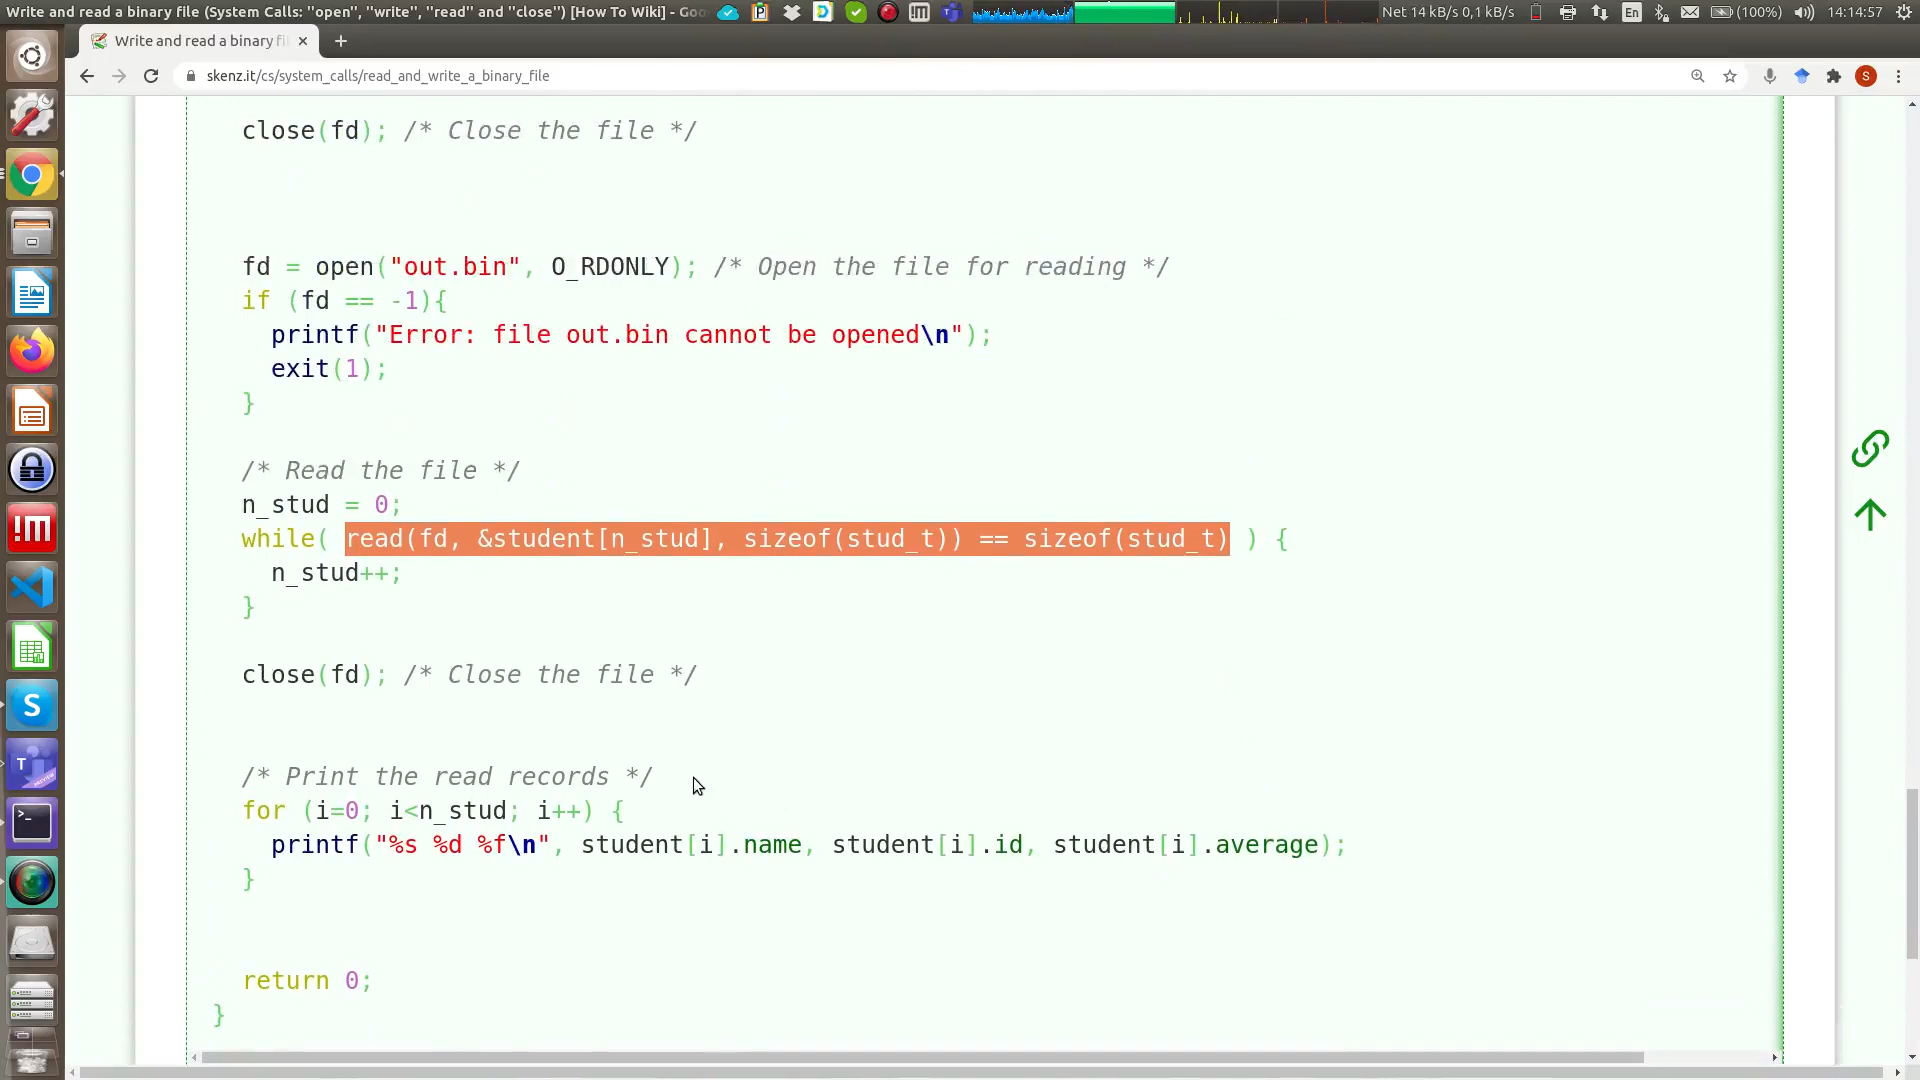 Write and read a binary file (System Calls: "open", "write", "read" and "close") [How To Wiki] - Goo
Net 14 kB/s 0,1 kB/s
En
(100%)
14:14:57
Write and read a binary fi
skenz.it/cs/system_calls/read_and_write_a_binary_file
S
close(fd); /* Close the file */
fd = open("out.bin", O_RDONLY); /* Open the file for reading */
if (fd == -1){
printf("Error: file out.bin cannot be opened\n");
exit(1);
}
/* Read the file */
n_stud = 0;
while( read(fd, &student[n_stud], sizeof(stud_t)) == sizeof(stud_t) ) {
n_stud++;
}
close(fd); /* Close the file */
/* Print the read records */
for (i=0; i<n_stud; i++) {
printf("%s %d %f\n", student[i].name, student[i].id, student[i].average);
}
return 0;
}